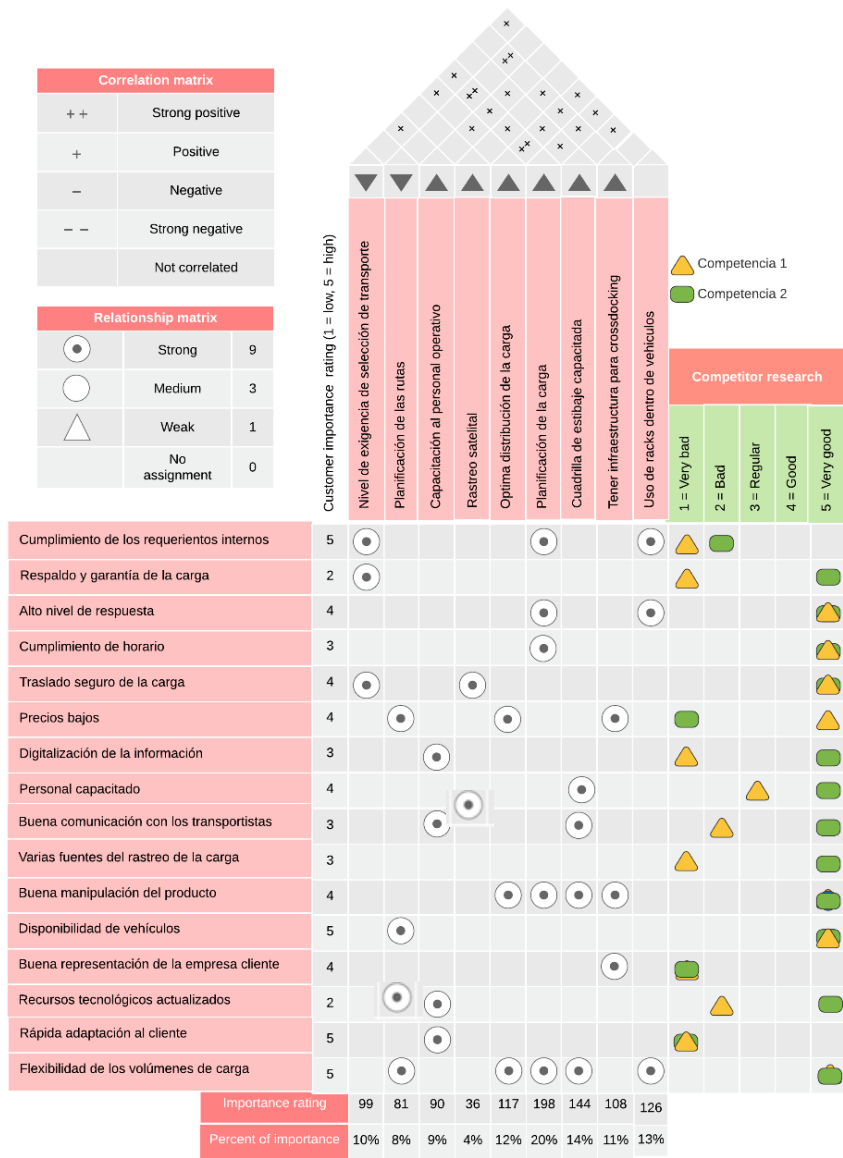 Correlation matrix
+ + Strong positive
+ Positive
− Negative
− − Strong negative
Not correlated
Relationship matrix
Strong 9
Medium 3
Weak 1
No assignment 0
Customer importance rating (1 = low, 5 = high)
Nivel de exigencia de selección de transporte
Planificación de las rutas
Capacitación al personal operativo
Rastreo satelital
Optima distribución de la carga
Planificación de la carga
Cuadrilla de estibaje capacitada
Tener infraestructura para crossdocking
Uso de racks dentro de vehiculos
Competencia 1
Competencia 2
Competitor research
1 = Very bad
2 = Bad
3 = Regular
4 = Good
5 = Very good
Cumplimiento de los requerientos internos 5
Respaldo y garantía de la carga 2
Alto nivel de respuesta 4
Cumplimiento de horario 3
Traslado seguro de la carga 4
Precios bajos 4
Digitalización de la información 3
Personal capacitado 4
Buena comunicación con los transportistas 3
Varias fuentes del rastreo de la carga 3
Buena manipulación del producto 4
Disponibilidad de vehículos 5
Buena representación de la empresa cliente 4
Recursos tecnológicos actualizados 2
Rápida adaptación al cliente 5
Flexibilidad de los volúmenes de carga 5
Importance rating 99 81 90 36 117 198 144 108 126
Percent of importance 10% 8% 9% 4% 12% 20% 14% 11% 13%